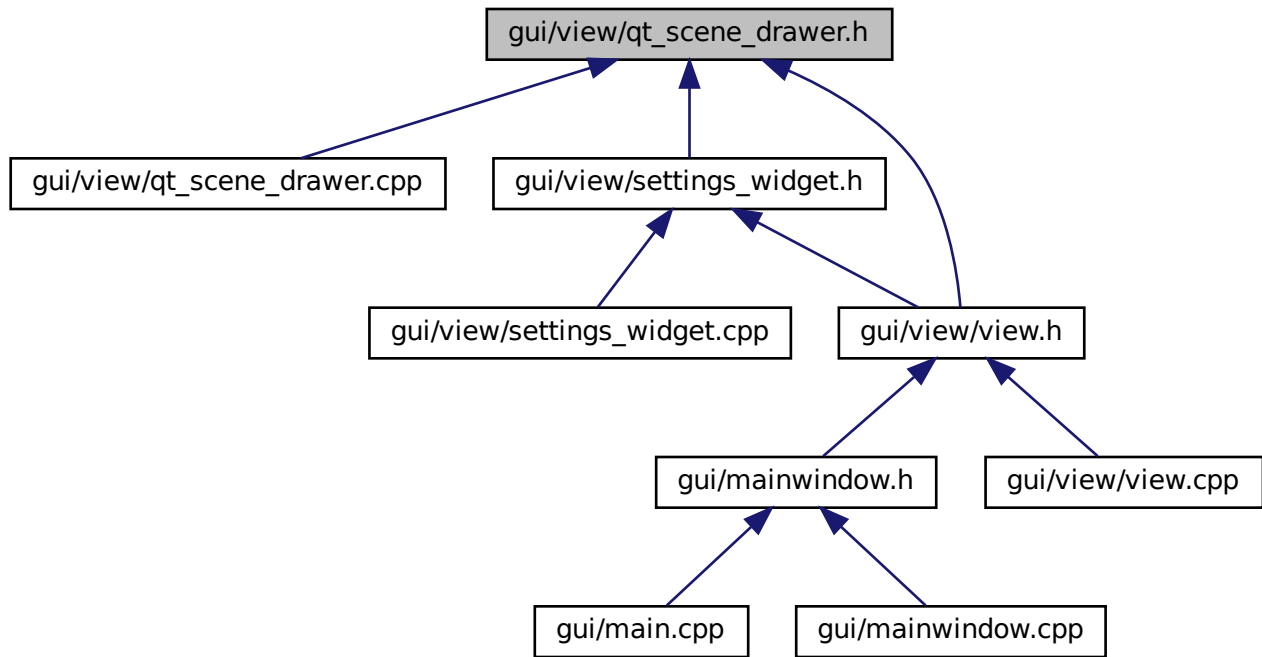 gui/view/qt_scene_drawer.h
gui/view/qt_scene_drawer.cpp
gui/view/settings_widget.h
gui/view/settings_widget.cpp
gui/view/view.h
gui/mainwindow.h
gui/view/view.cpp
gui/main.cpp
gui/mainwindow.cpp